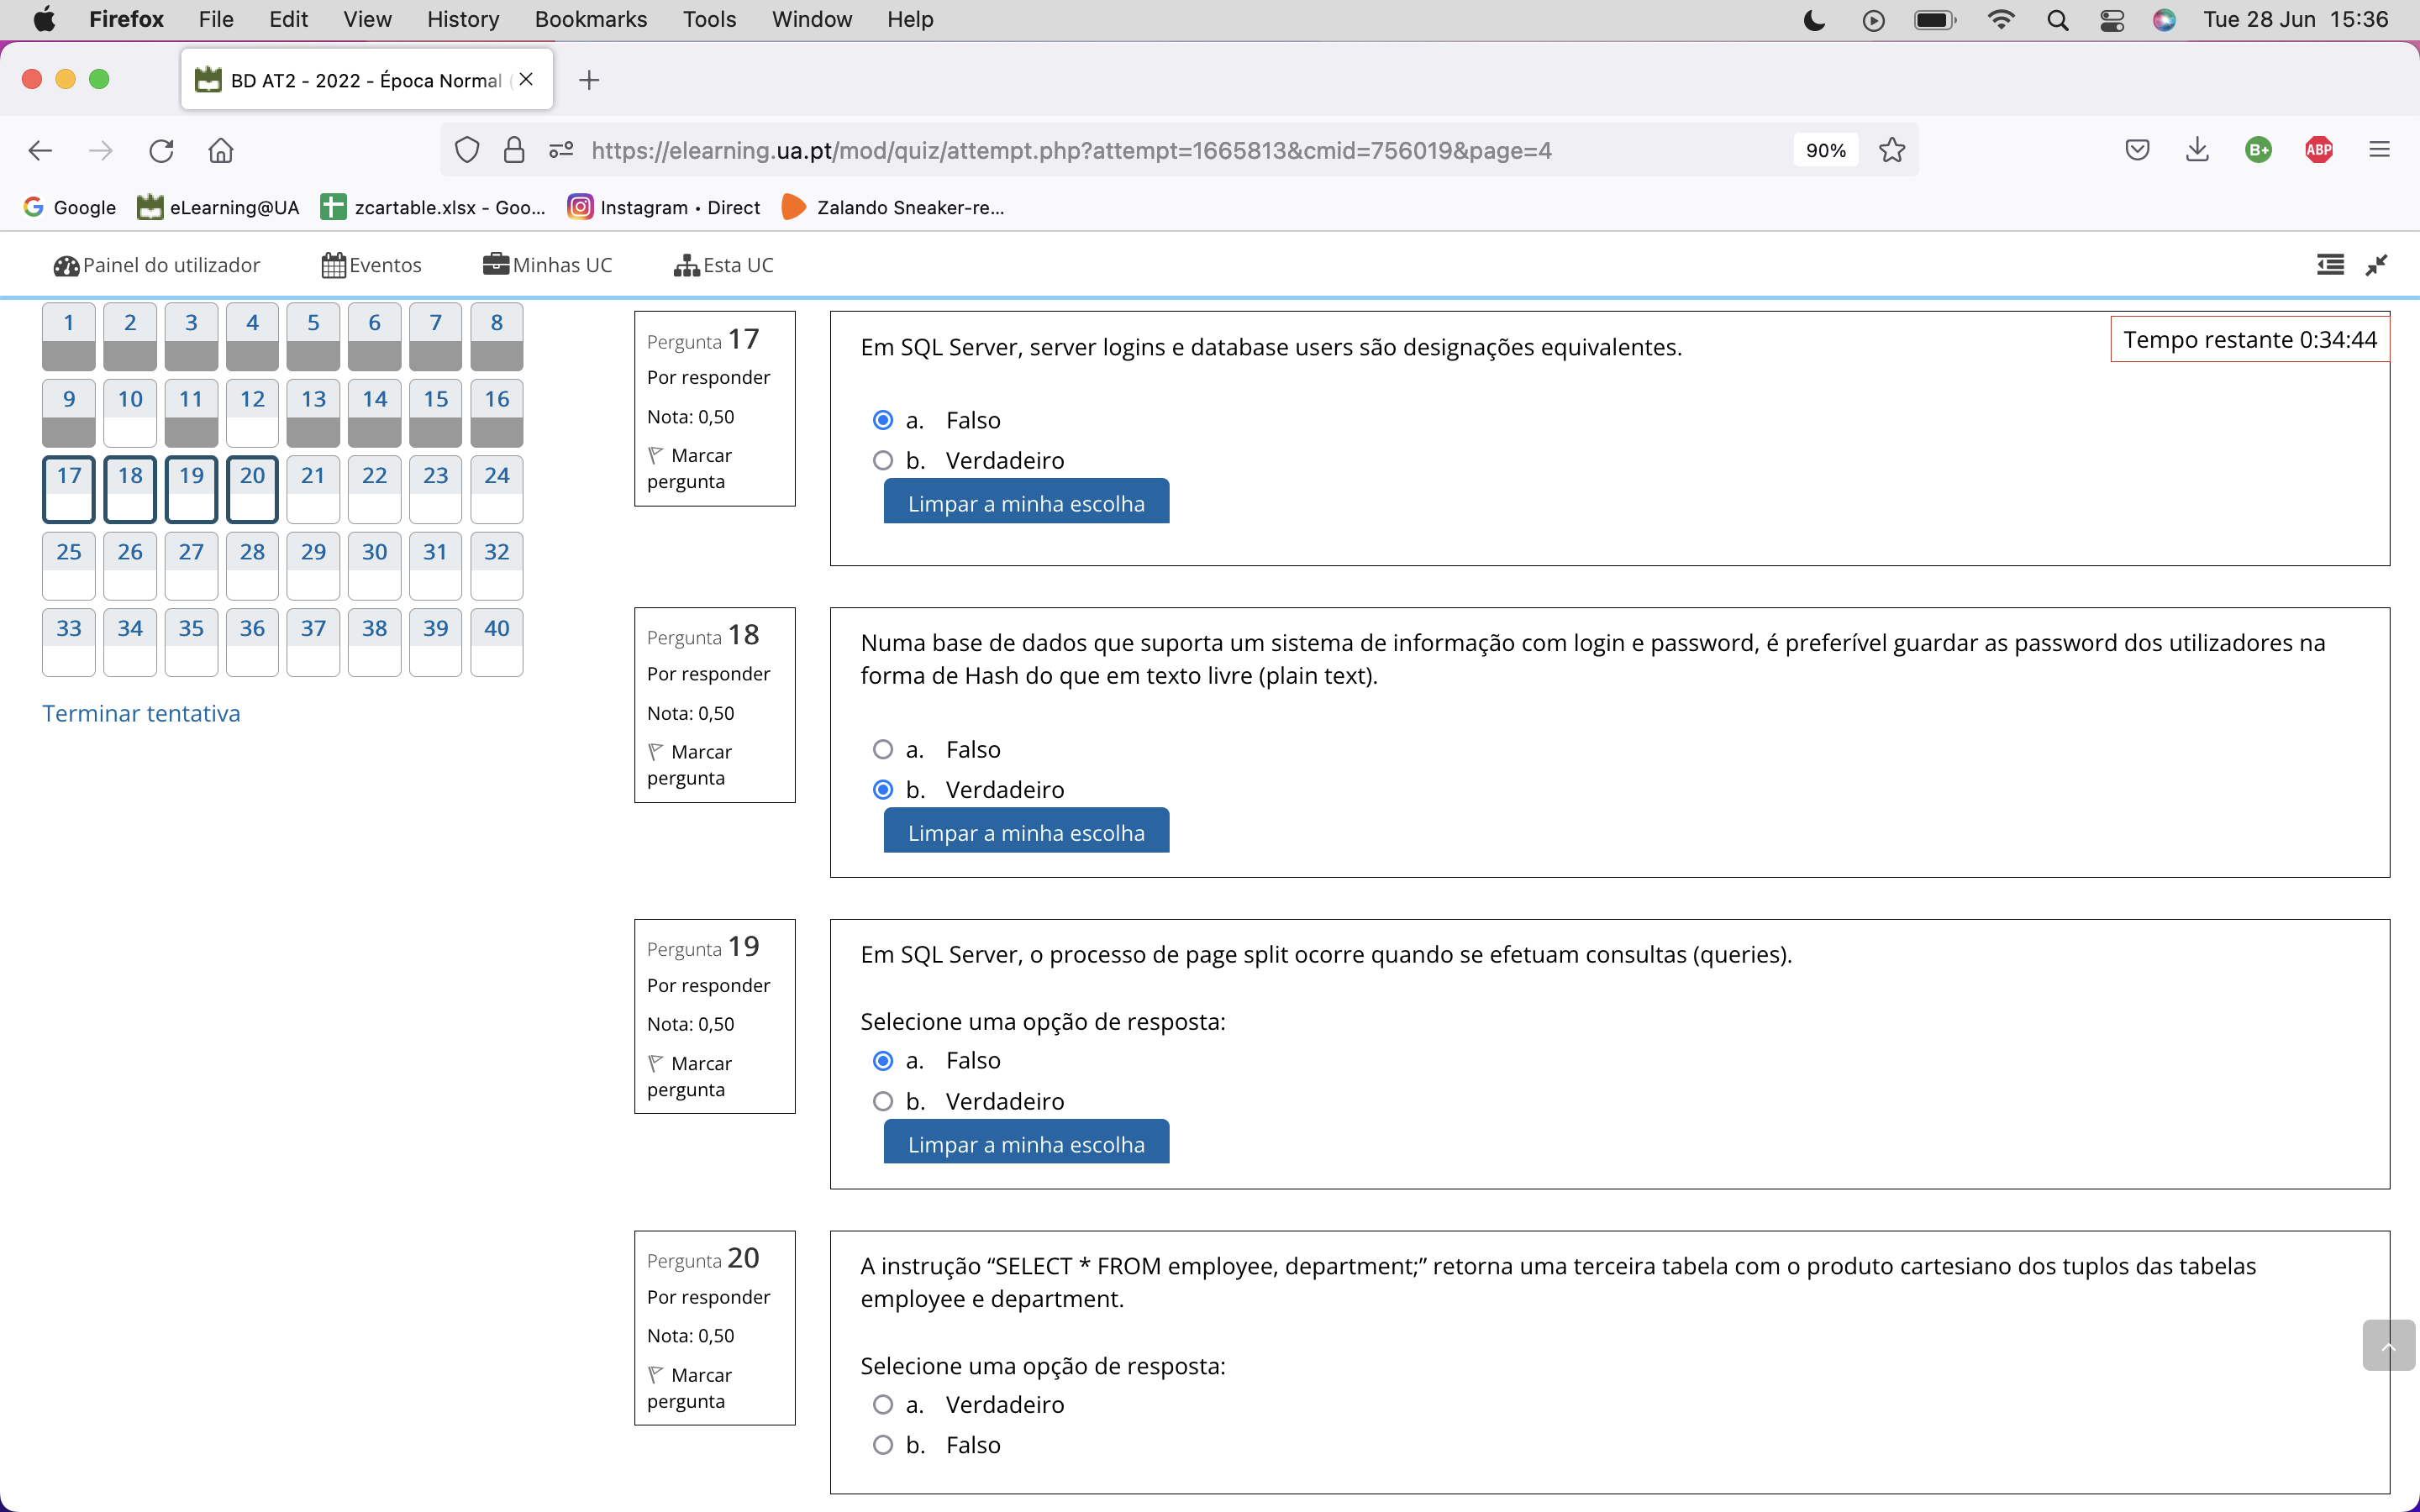 Firefox File Edit View History Bookmarks Tools Window Help Tue 28 Jun 15:36
BD AT2 - 2022 - Época Normal (
https://elearning.ua.pt/mod/quiz/attempt.php?attempt=1665813&cmid=756019&page=4 90% B+ ABP
Google eLearning@UA zcartable.xlsx - Goo... Instagram • Direct Zalando Sneaker-re...
Painel do utilizador Eventos Minhas UC Esta UC
1 2 3 4 5 6 7 8
9 10 11 12 13 14 15 16
17 18 19 20 21 22 23 24
25 26 27 28 29 30 31 32
33 34 35 36 37 38 39 40
Terminar tentativa
Tempo restante 0:34:44
Pergunta 17
Por responder
Nota: 0,50
Marcar
pergunta
Em SQL Server, server logins e database users são designações equivalentes.
a. Falso
b. Verdadeiro
Limpar a minha escolha
Pergunta 18
Por responder
Nota: 0,50
Marcar
pergunta
Numa base de dados que suporta um sistema de informação com login e password, é preferível guardar as password dos utilizadores na
forma de Hash do que em texto livre (plain text).
a. Falso
b. Verdadeiro
Limpar a minha escolha
Pergunta 19
Por responder
Nota: 0,50
Marcar
pergunta
Em SQL Server, o processo de page split ocorre quando se efetuam consultas (queries).
Selecione uma opção de resposta:
a. Falso
b. Verdadeiro
Limpar a minha escolha
Pergunta 20
Por responder
Nota: 0,50
Marcar
pergunta
A instrução “SELECT * FROM employee, department;” retorna uma terceira tabela com o produto cartesiano dos tuplos das tabelas
employee e department.
Selecione uma opção de resposta:
a. Verdadeiro
b. Falso